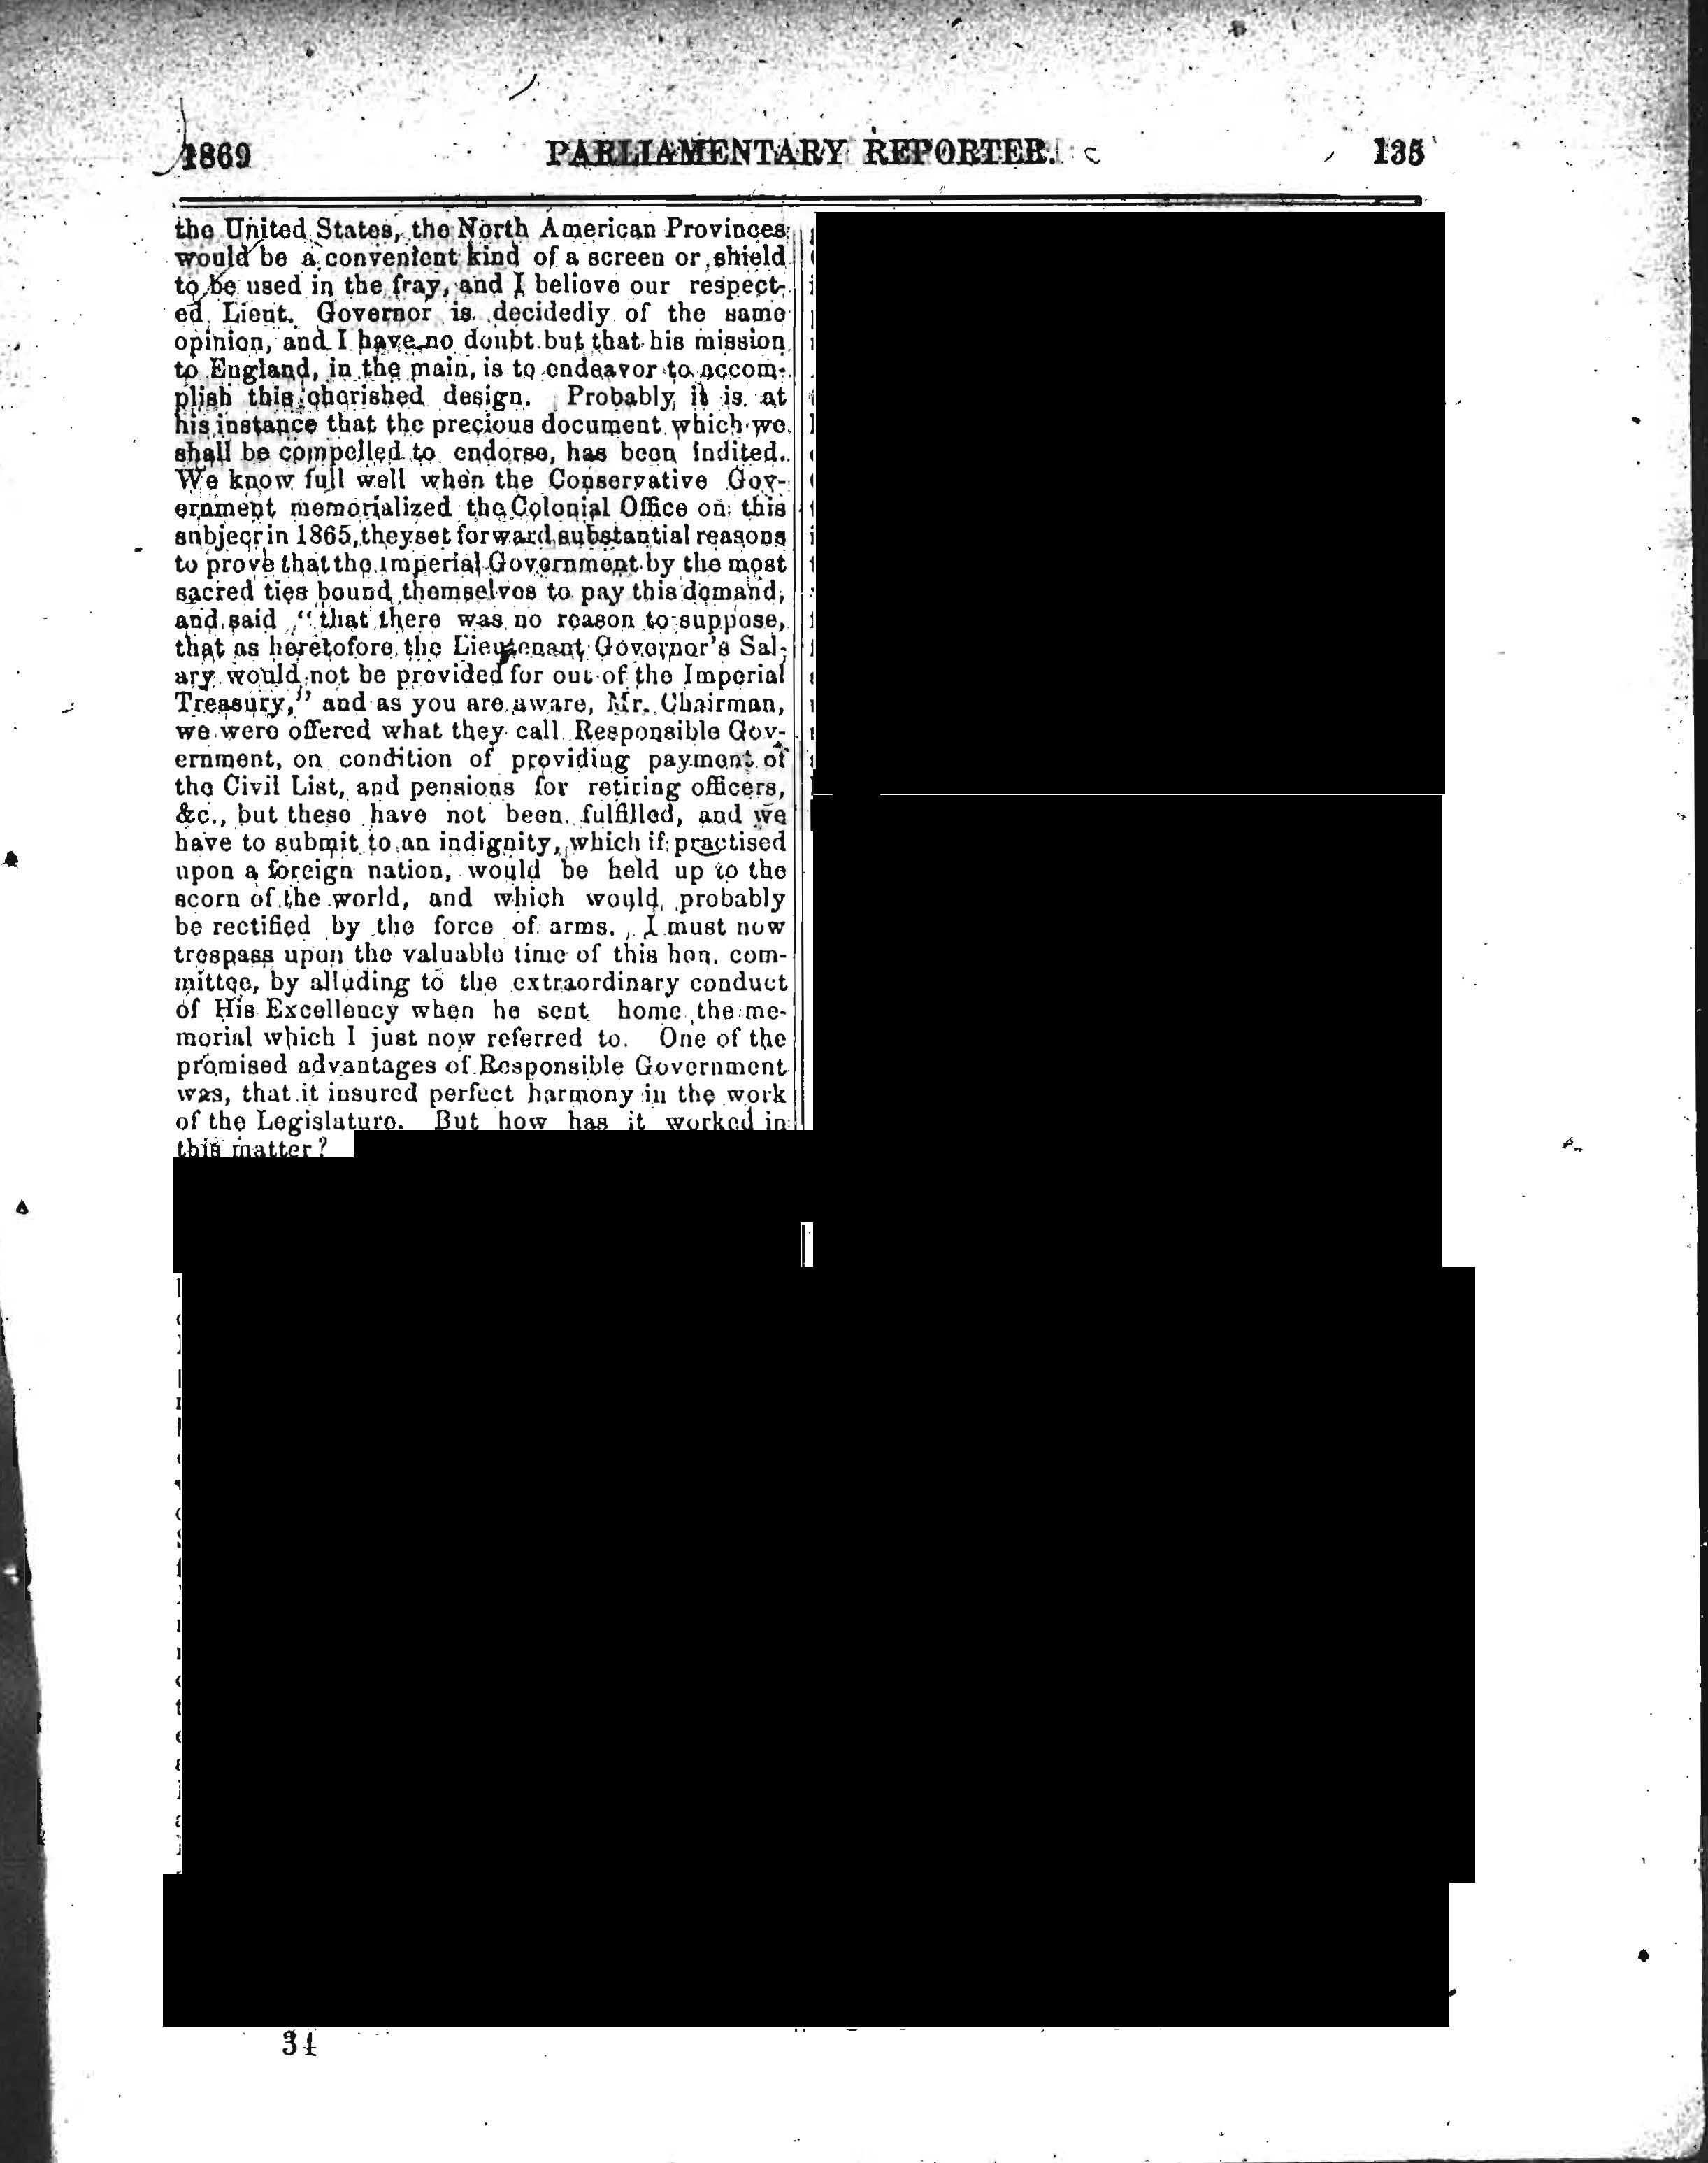 1869 PARLIAMENTARY REPORTER. 135
the United States, the North American Provinces
would be a convenient kind of a screen or shield
to be used in the fray, and I believe our respect-
ed Lieut. Governor is decidedly of the same
opinion, and I have no doubt but that his mission
to England, in the main, is to endeavor to accom-
plish this cherished design. Probably it is at
his instance that the precious document which we
shall be compelled to endorse, has been indited.
We know full well when the Conservative Gov-
ernment memorialized the Colonial Office on this
subjecr in 1865, they set forward substantial reasons
to prove that the Imperial Government by the most
sacred ties bound themselves to pay this demand,
and said "that there was no reason to suppose,
that as heretofore the Lieutenant Governor's Sal-
ary would not be provided for out of the Imperial
Treasury," and as you are aware, Mr. Chairman,
we were offered what they call Responsible Gov-
ernment, on condition of providing payment of
the Civil List, and pensions for retiring officers,
&c., but these have not been fulfilled, and we
have to submit to an indignity, which if practised
upon a foreign nation, would be held up to the
scorn of the world, and which would probably
be rectified by the force of arms. I must now
trespass upon the valuable time of this hon. com-
mittee, by alluding to the extraordinary conduct
of His Excellency when he sent home the me-
morial which I just now referred to. One of the
promised advantages of Responsible Government
was, that it insured perfect harmony in the work
of the Legislature. But how has it worked in
this matter?
34